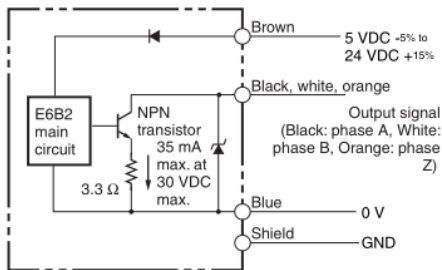 Brown
5 VDC -5% to
24 VDC +15%
Black, white, orange
E6B2
main
circuit
NPN
transistor
35 mA
max. at
30 VDC
max.
3.3 Ω
Output signal
(Black: phase A, White:
phase B, Orange: phase
Z)
Blue
0 V
Shield
GND